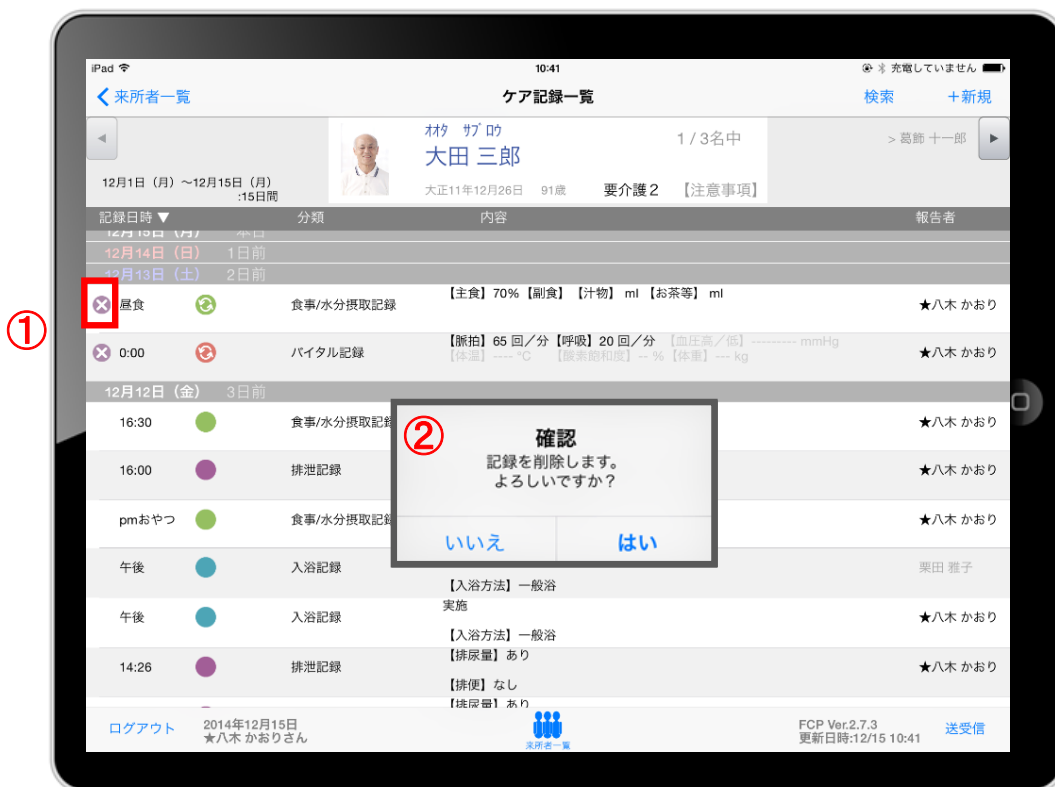 iPad 10:41 充電していません
来所者一覧 ケア記録一覧 検索 +新規
オオタ サブロウ
大田 三郎 1 / 3名中 > 葛飾 十一郎
12月1日（月）～12月15日（月）
:15日間
大正11年12月26日 91歳 要介護２ 【注意事項】
記録日時 ▼ 分類 内容 報告者
12月15日（月） 本日
12月14日（日） 1日前
12月13日（土） 2日前
①
昼食 食事/水分摂取記録 【主食】70%【副食】【汁物】 ml 【お茶等】 ml ★八木 かおり
0:00 バイタル記録 【脈拍】65 回／分【呼吸】20 回／分 【血圧高／低】--------- mmHg ★八木 かおり
【体温】---- ℃ 【酸素飽和度】-- %【体重】--- kg
12月12日（金） 3日前
16:30 食事/水分摂取記録 ★八木 かおり
②
確認
記録を削除します。
よろしいですか？
いいえ はい
16:00 排泄記録 ★八木 かおり
pmおやつ 食事/水分摂取記録 ★八木 かおり
午後 入浴記録 栗田 雅子
【入浴方法】一般浴
実施
午後 入浴記録 ★八木 かおり
【入浴方法】一般浴
【排尿量】あり
14:26 排泄記録 ★八木 かおり
【排便】なし
【排尿量】あり
ログアウト 2014年12月15日
★八木 かおりさん
来所者一覧
FCP Ver.2.7.3
更新日時:12/15 10:41
送受信